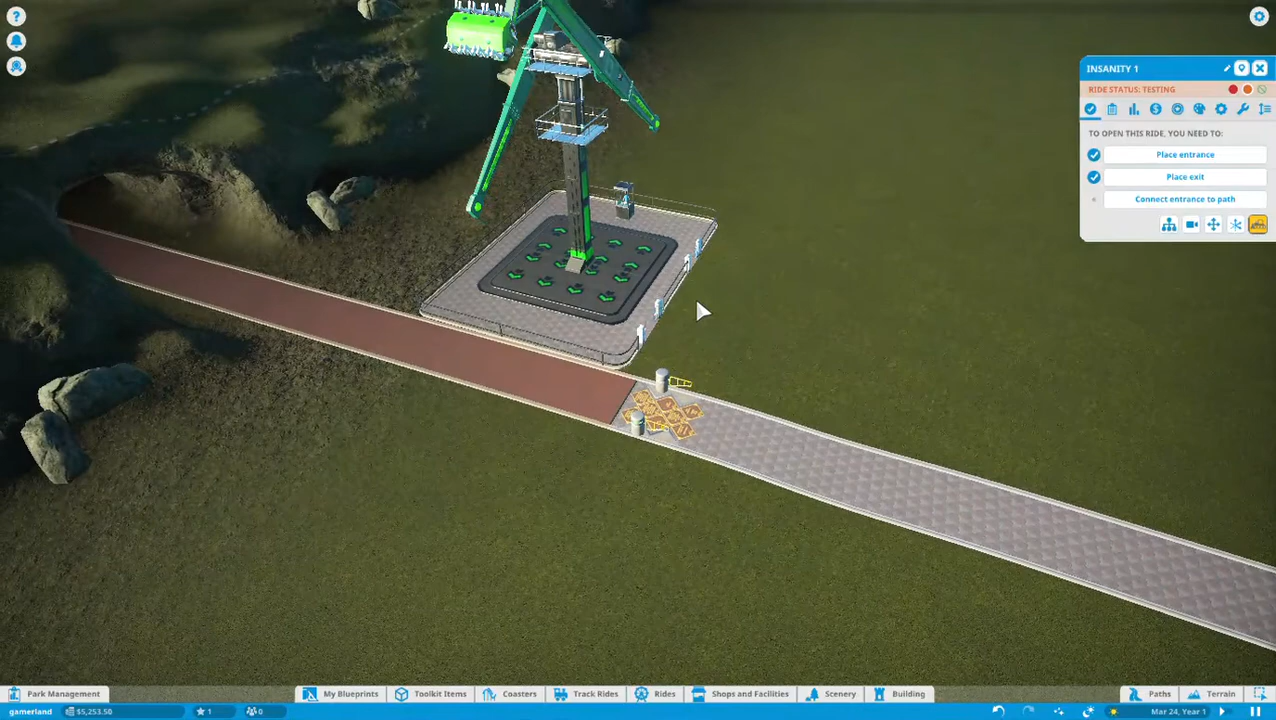 INSANITY 1
RIDE STATUS: TESTING
TO OPEN THIS RIDE, YOU NEED TO:
Place entrance
Place exit
Connect entrance to path
Park Management
My Blueprints
Toolkit Items
Coasters
Track Rides
Rides
Shops and Facilities
Scenery
Building
Paths
Terrain
gamerland
$5,253.50
1
0
Mar 24, Year 1